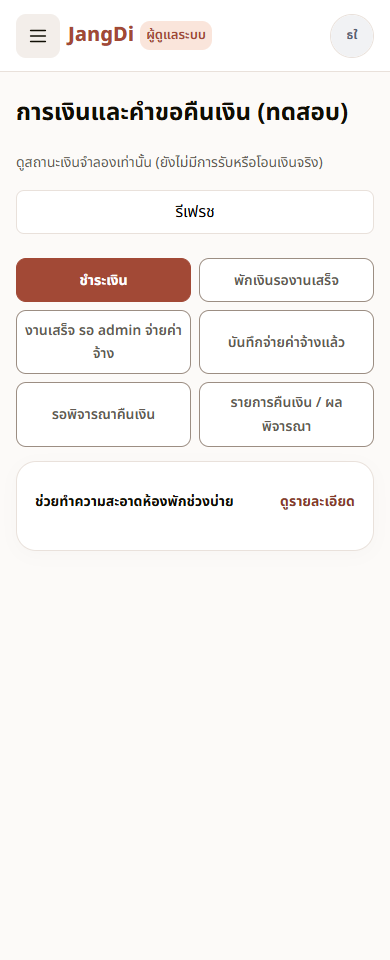 JangDi ผู้ดูแลระบบ ธใ
การเงินและคำขอคืนเงิน (ทดสอบ)
ดูสถานะเงินจำลองเท่านั้น (ยังไม่มีการรับหรือโอนเงินจริง)
รีเฟรช
ชำระเงิน พักเงินรองานเสร็จ
งานเสร็จ รอ admin จ่ายค่า
จ้าง
บันทึกจ่ายค่าจ้างแล้ว
รอพิจารณาคืนเงิน
รายการคืนเงิน / ผล
พิจารณา
ช่วยทำความสะอาดห้องพักช่วงบ่าย ดูรายละเอียด